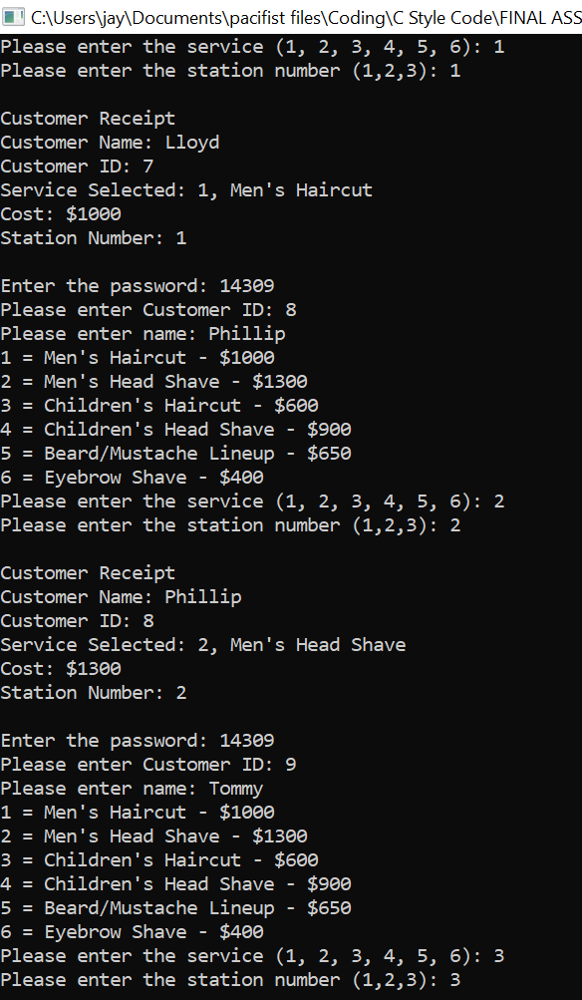 C:\Users\jay\Documents\pacifist files\Coding\C Style Code\FINAL ASS
Please enter the service (1, 2, 3, 4, 5, 6): 1
Please enter the station number (1,2,3): 1
Customer Receipt
Customer Name: Lloyd
Customer ID: 7
Service Selected: 1, Men's Haircut
Cost: $1000
Station Number: 1
Enter the password: 14309
Please enter Customer ID: 8
Please enter name: Phillip
1 = Men's Haircut - $1000
2 = Men's Head Shave - $1300
3 = Children's Haircut - $600
4 = Children's Head Shave - $900
5 = Beard/Mustache Lineup - $650
6 = Eyebrow Shave - $400
Please enter the service (1, 2, 3, 4, 5, 6): 2
Please enter the station number (1,2,3): 2
Customer Receipt
Customer Name: Phillip
Customer ID: 8
Service Selected: 2, Men's Head Shave
Cost: $1300
Station Number: 2
Enter the password: 14309
Please enter Customer ID: 9
Please enter name: Tommy
1 = Men's Haircut - $1000
2 = Men's Head Shave - $1300
3 = Children's Haircut - $600
4 = Children's Head Shave - $900
5 = Beard/Mustache Lineup - $650
6 = Eyebrow Shave - $400
Please enter the service (1, 2, 3, 4, 5, 6): 3
Please enter the station number (1,2,3): 3